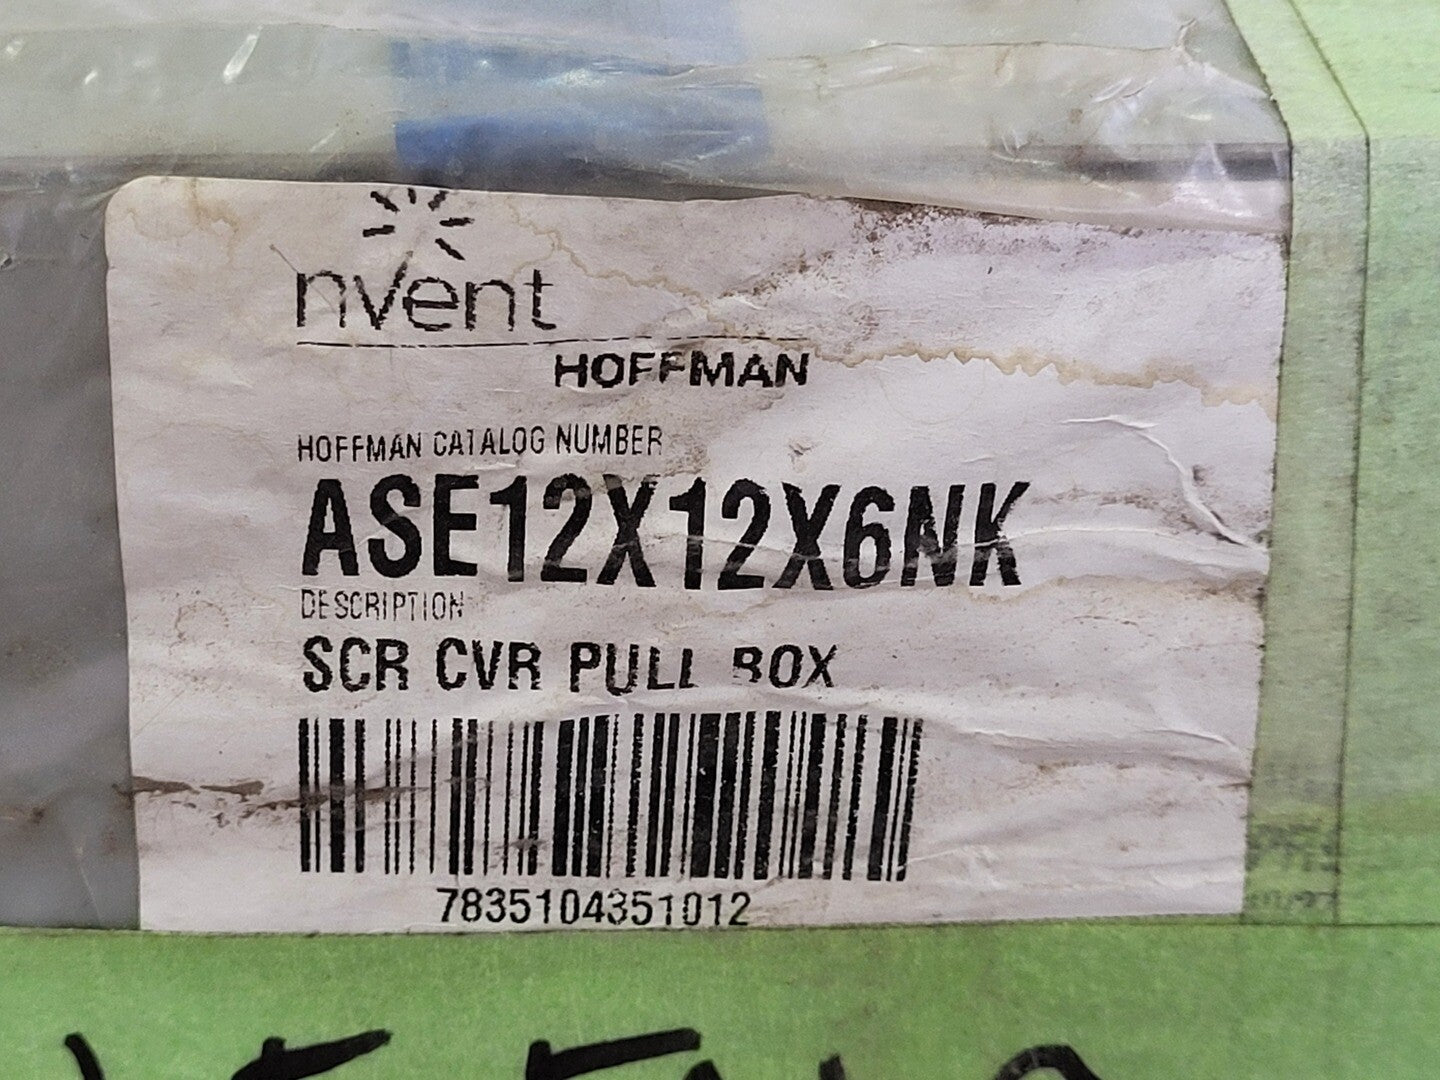 nvent
HOFFMAN
HOFFMAN CATALOG NUMBER
ASE12X12X6NK
DESCRIPTION
SCR CVR PULL BOX
7835104351012